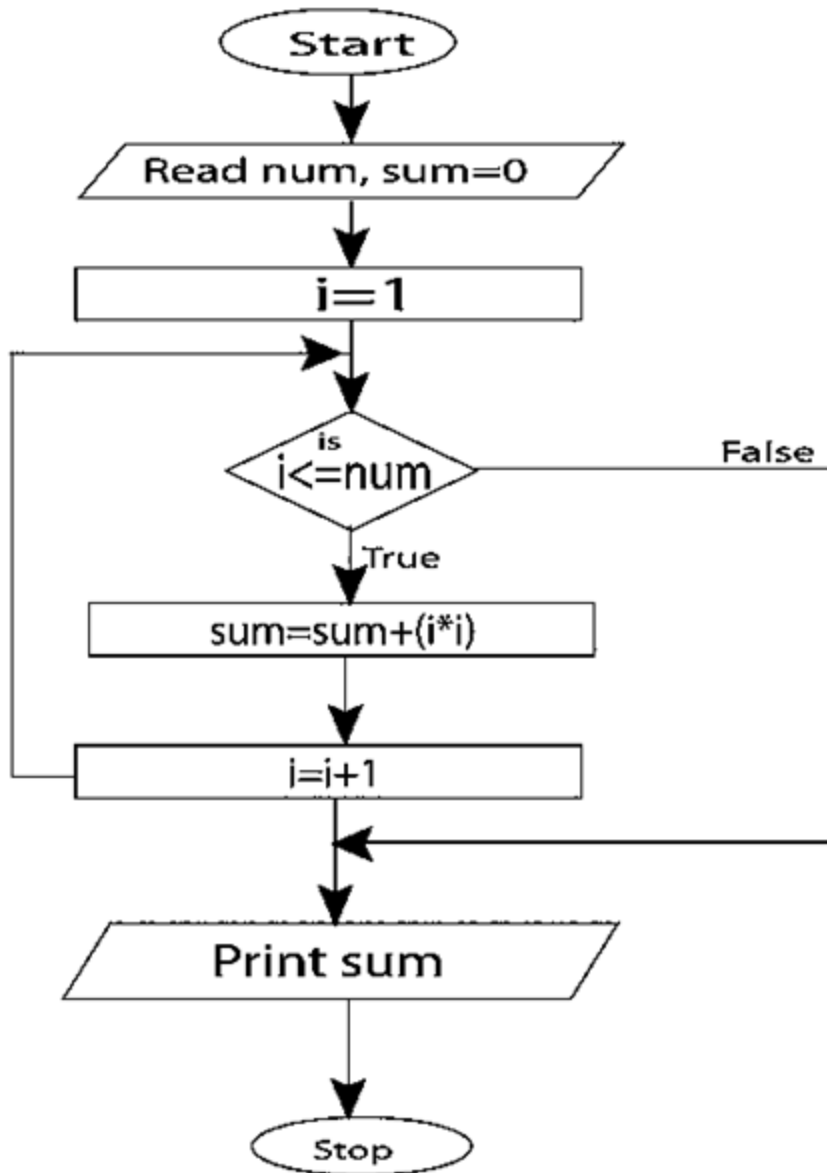 Start
Read num, sum=0
i=1
is
i<=num
False
True
sum=sum+(i*i)
i=i+1
Print sum
Stop